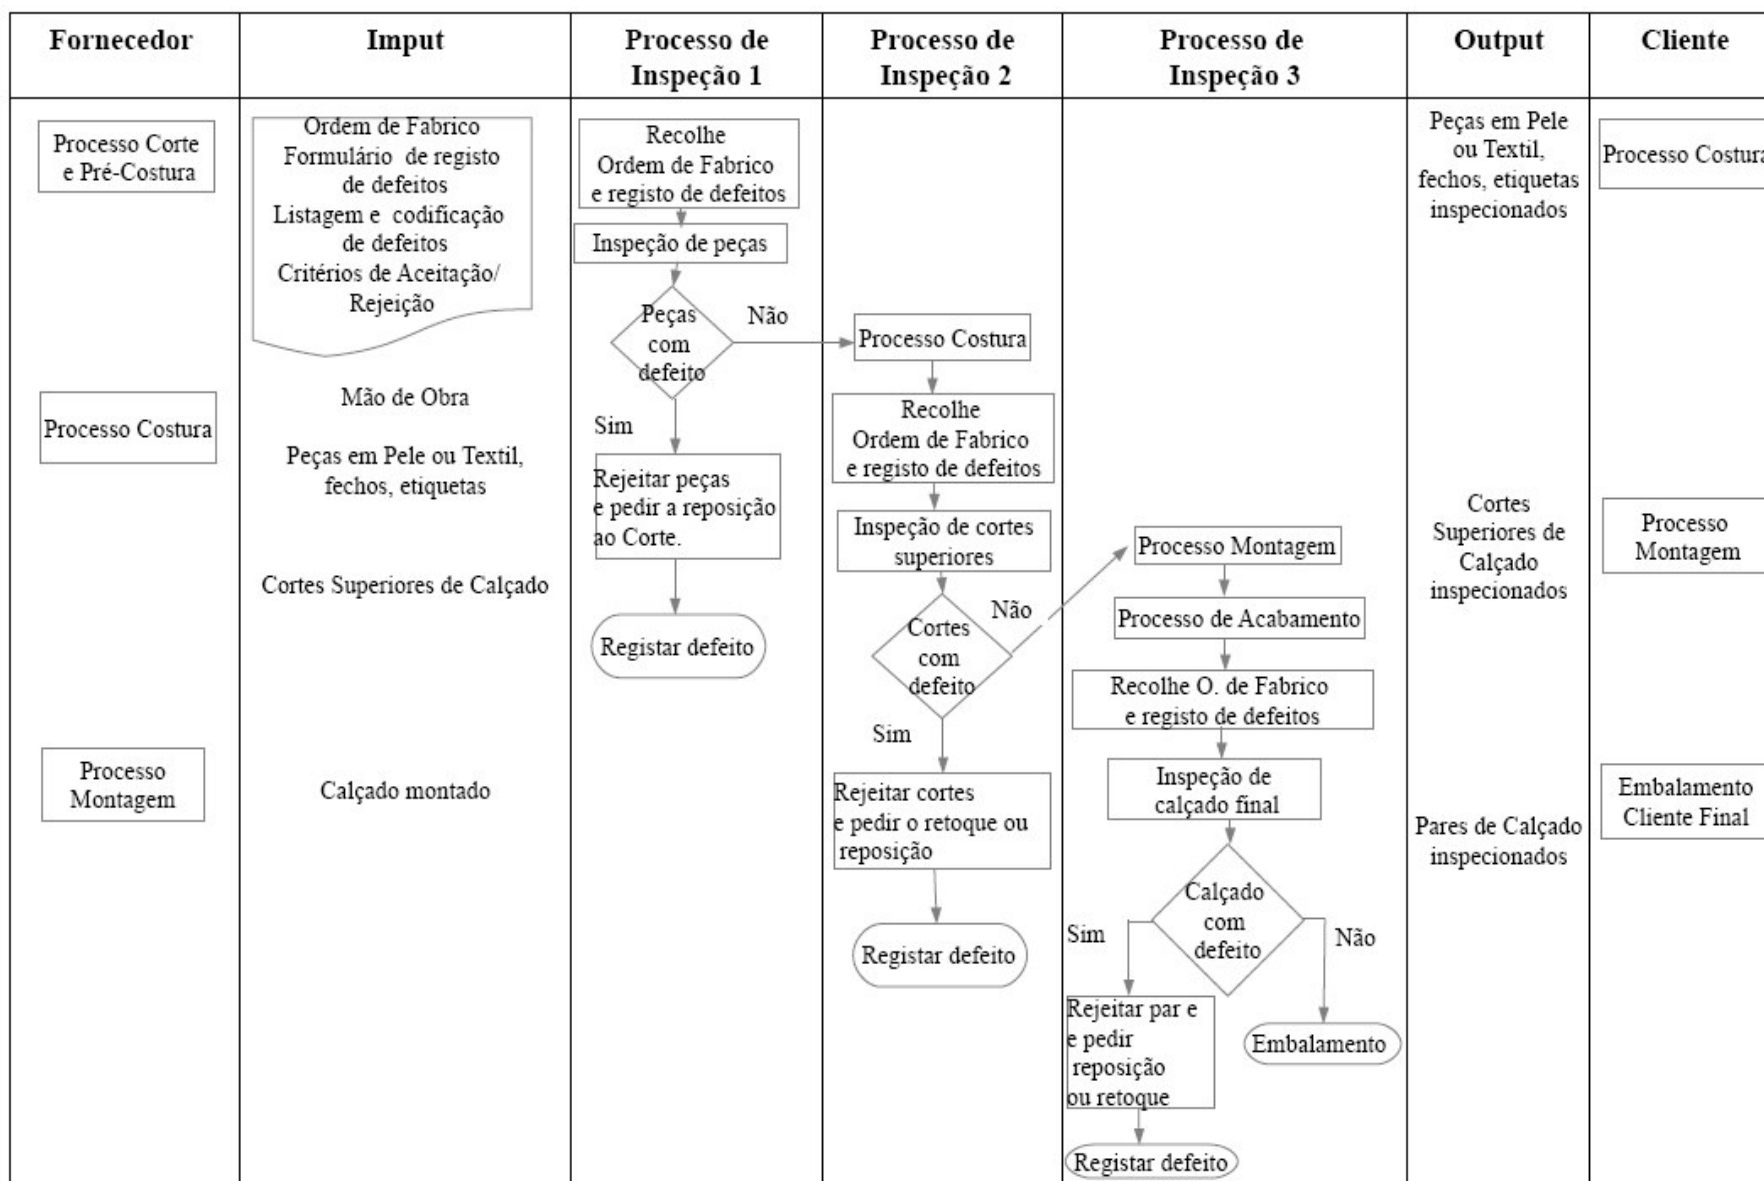 Fornecedor
Imput
Processo de
Inspeção 1
Processo de
Inspeção 2
Processo de
Inspeção 3
Output
Cliente
Processo Corte
e Pré-Costura
Processo Costura
Processo
Montagem
Ordem de Fabrico
Formulário de registo
de defeitos
Listagem e codificação
de defeitos
Critérios de Aceitação/
Rejeição
Mão de Obra
Peças em Pele ou Textil,
fechos, etiquetas
Cortes Superiores de Calçado
Calçado montado
Recolhe
Ordem de Fabrico
e registo de defeitos
Inspeção de peças
Peças
com
defeito
Não
Sim
Rejeitar peças
e pedir a reposição
ao Corte.
Registar defeito
Processo Costura
Recolhe
Ordem de Fabrico
e registo de defeitos
Inspeção de cortes
superiores
Cortes
com
defeito
Não
Sim
Rejeitar cortes
e pedir o retoque ou
reposição
Registar defeito
Processo Montagem
Processo de Acabamento
Recolhe O. de Fabrico
e registo de defeitos
Inspeção de
calçado final
Calçado
com
defeito
Sim
Não
Rejeitar par e
e pedir
reposição
ou retoque
Embalamento
Registar defeito
Peças em Pele
ou Textil,
fechos, etiquetas
inspecionados
Cortes
Superiores de
Calçado
inspecionados
Pares de Calçado
inspecionados
Processo Costura
Processo
Montagem
Embalamento
Cliente Final